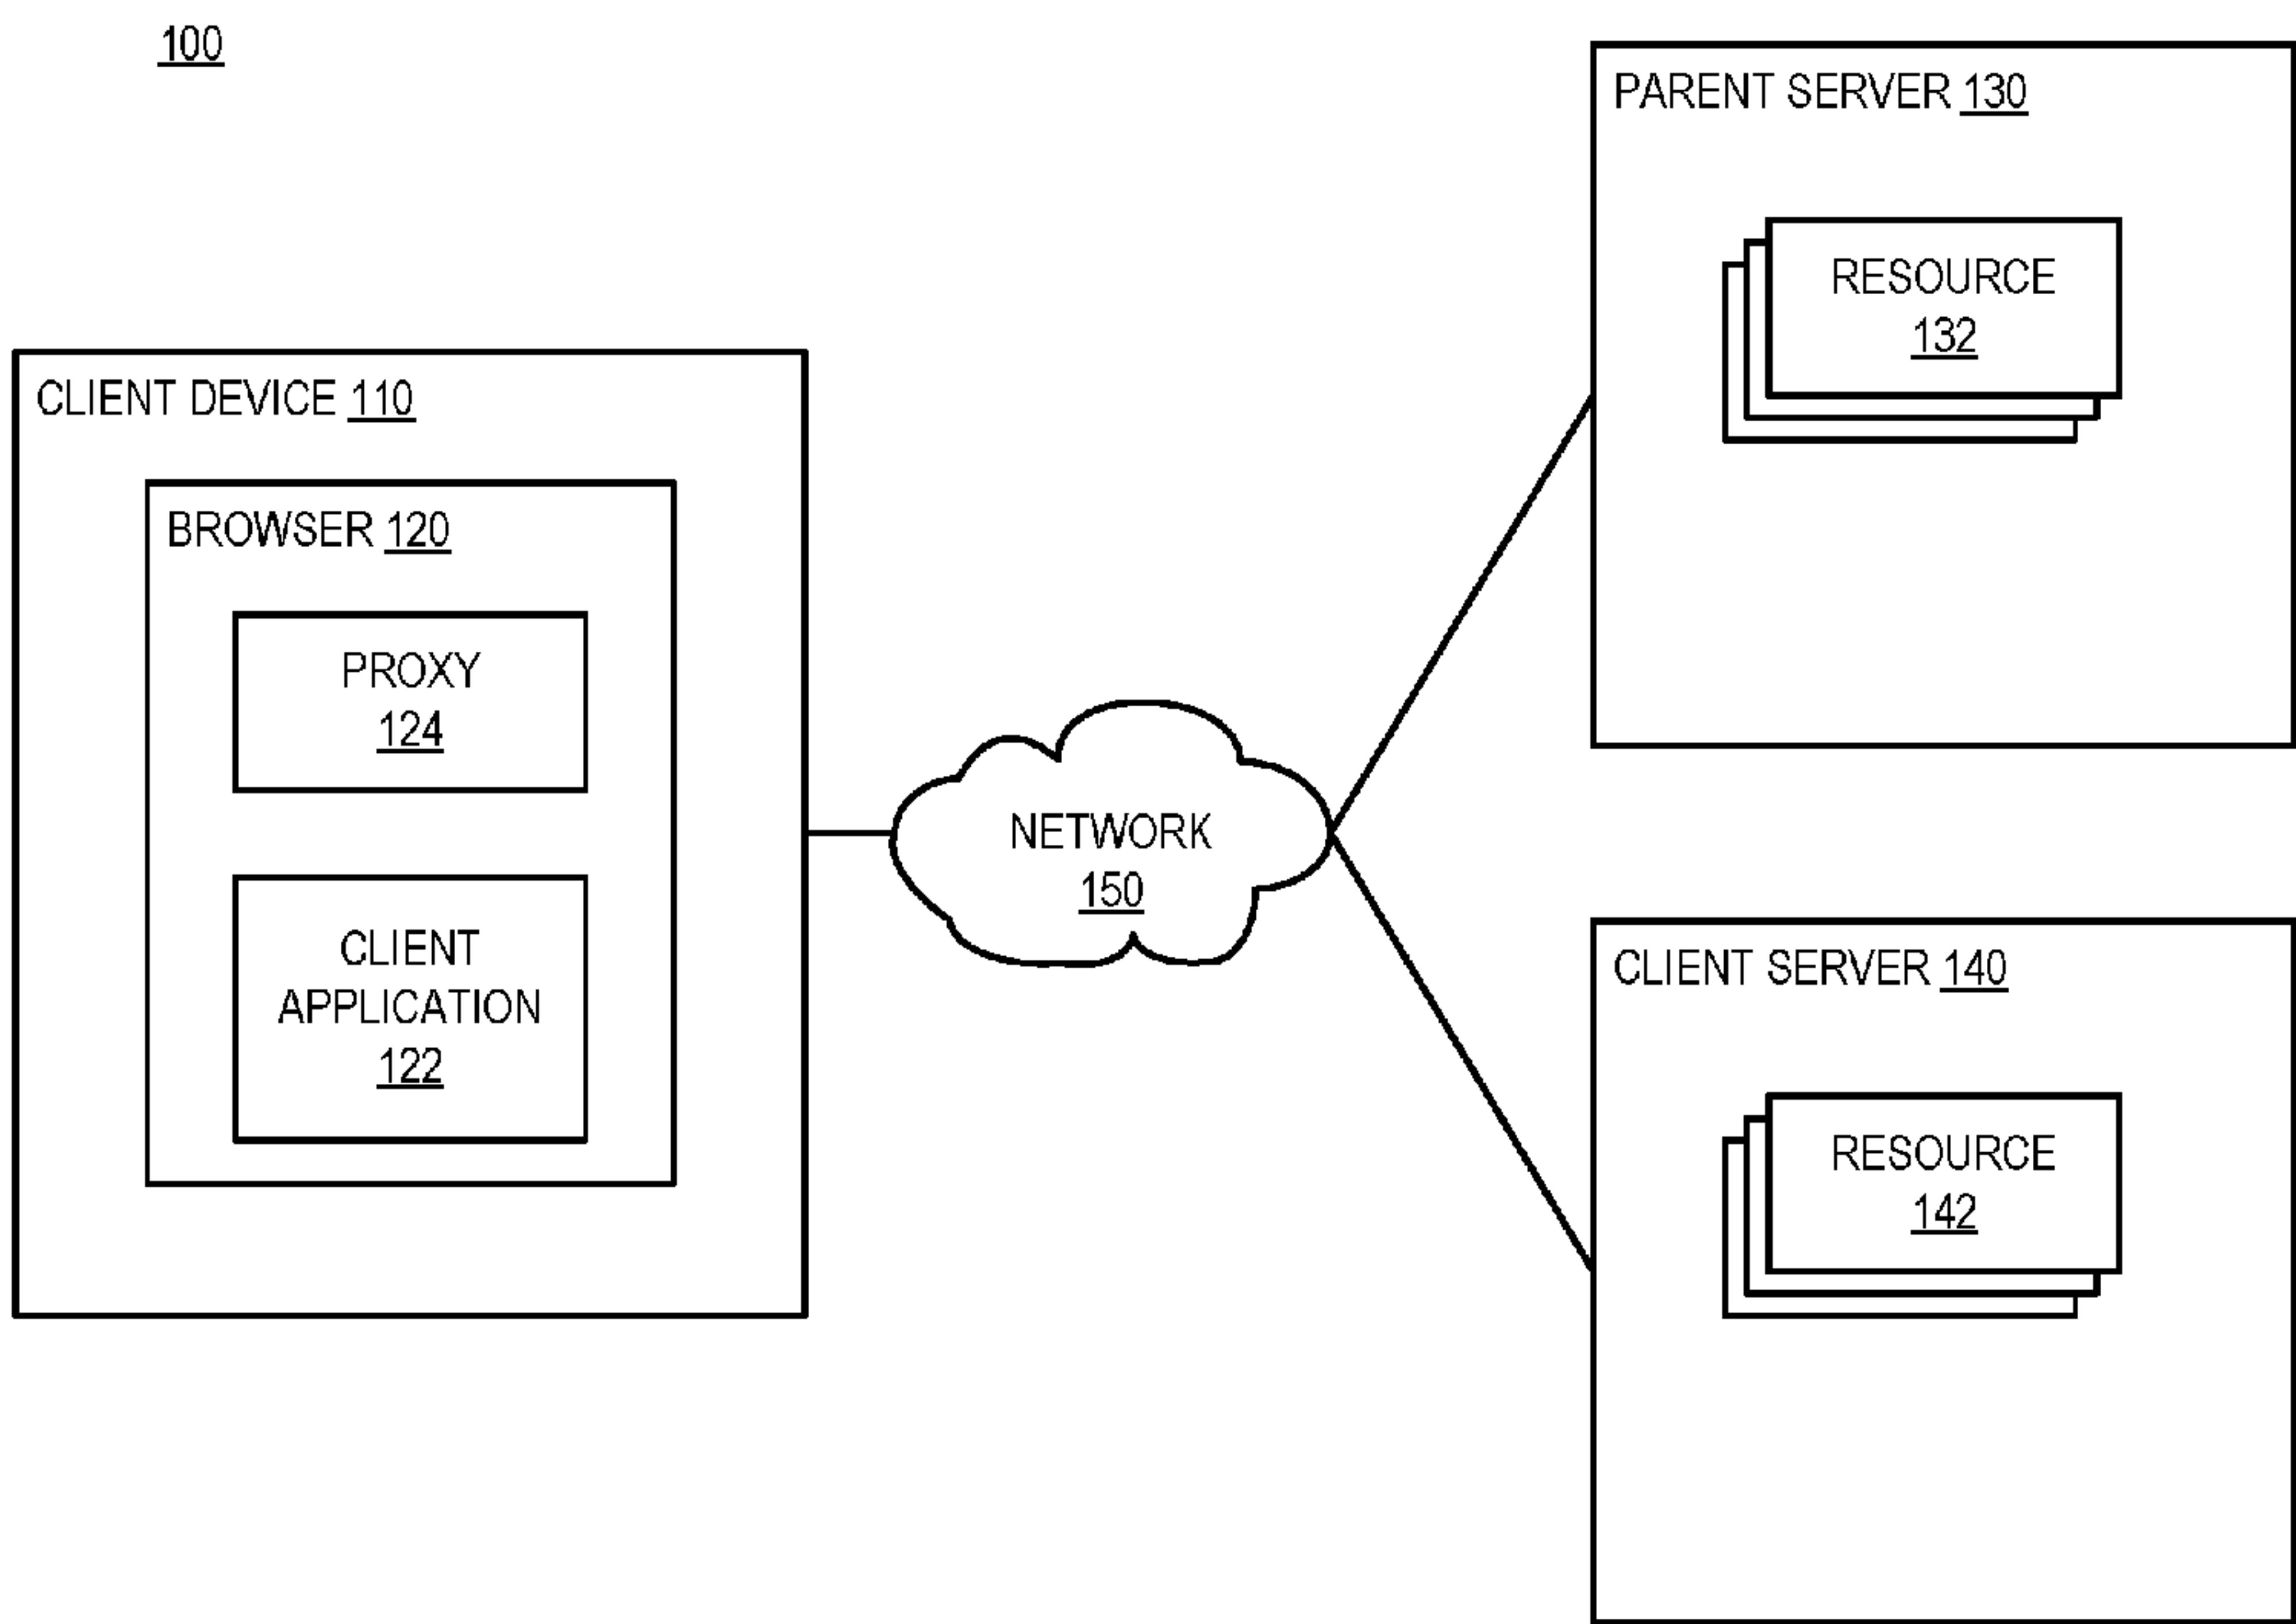 100
CLIENT DEVICE 110
BROWSER 120
PROXY
124
CLIENT
APPLICATION
122
NETWORK
150
PARENT SERVER 130
RESOURCE
132
CLIENT SERVER 140
RESOURCE
142